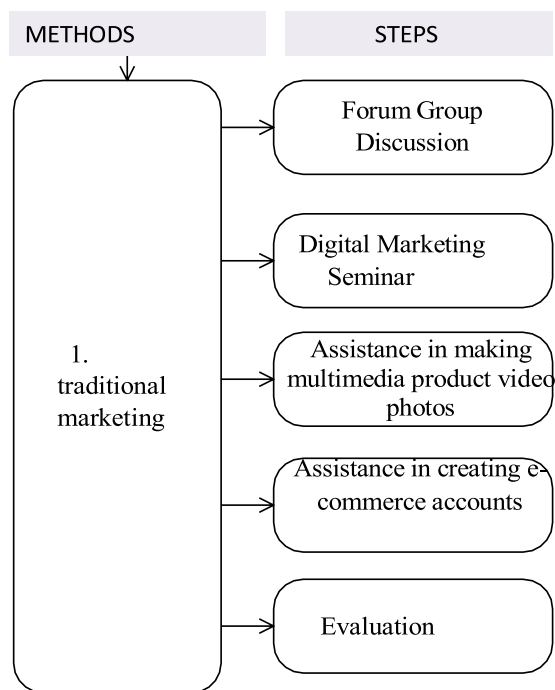 METHODS
STEPS
1.
traditional
marketing
Forum Group
Discussion
Digital Marketing
Seminar
Assistance in making
multimedia product video
photos
Assistance in creating e-
commerce accounts
Evaluation